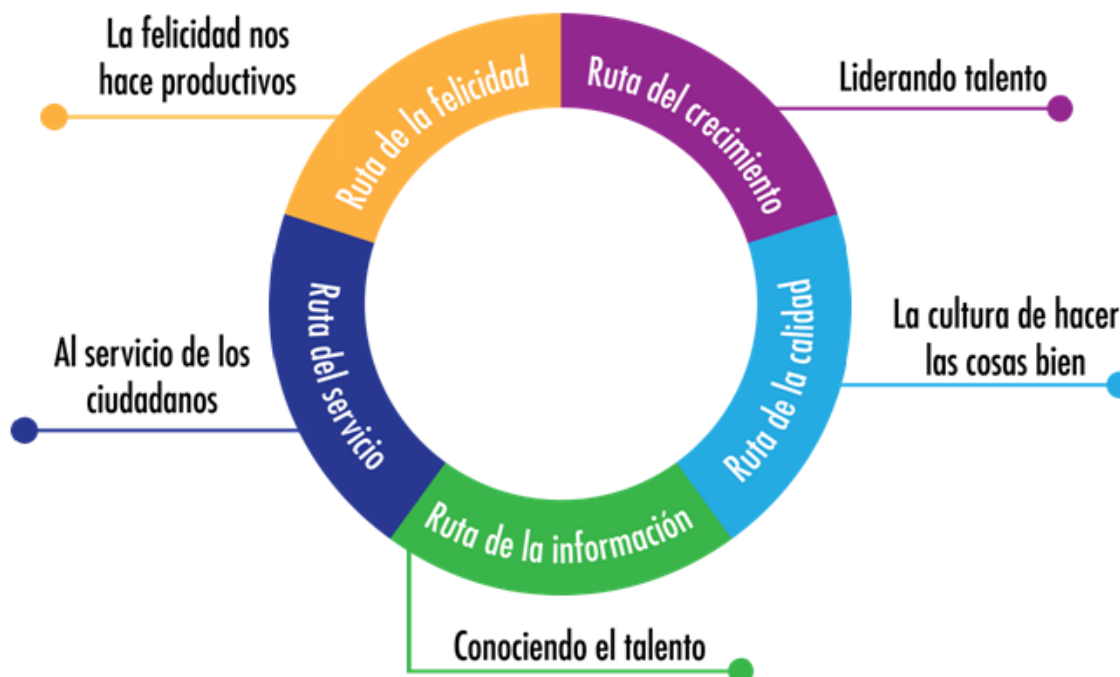 La felicidad nos
hace productivos
Ruta de la felicidad
Ruta del crecimiento
Liderando talento
Ruta de la calidad
La cultura de hacer
las cosas bien
Ruta del servicio
Al servicio de los
ciudadanos
Ruta de la información
Conociendo el talento